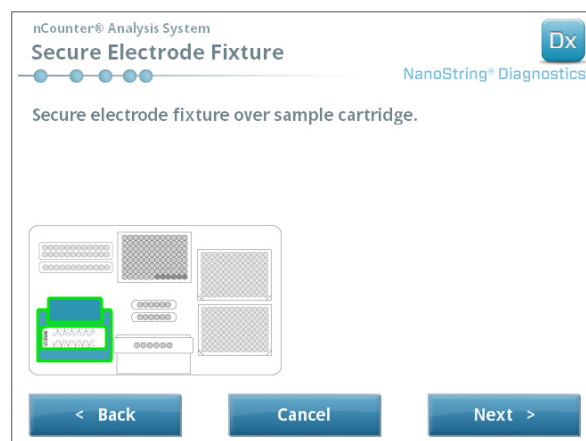 nCounter® Analysis System
Secure Electrode Fixture
Dx
NanoString® Diagnostics
Secure electrode fixture over sample cartridge.
< Back
Cancel
Next >